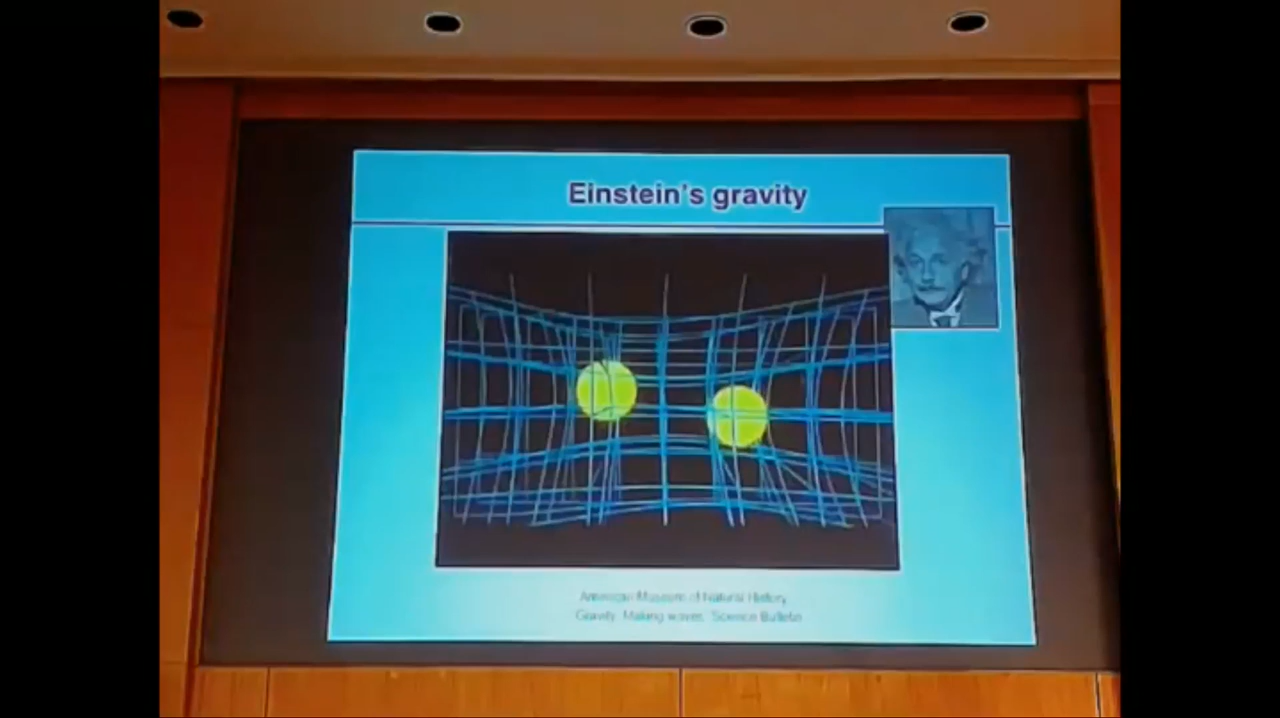 Einstein's gravity
American Museum of Natural History
Gravity: Making waves, Science Bulletin